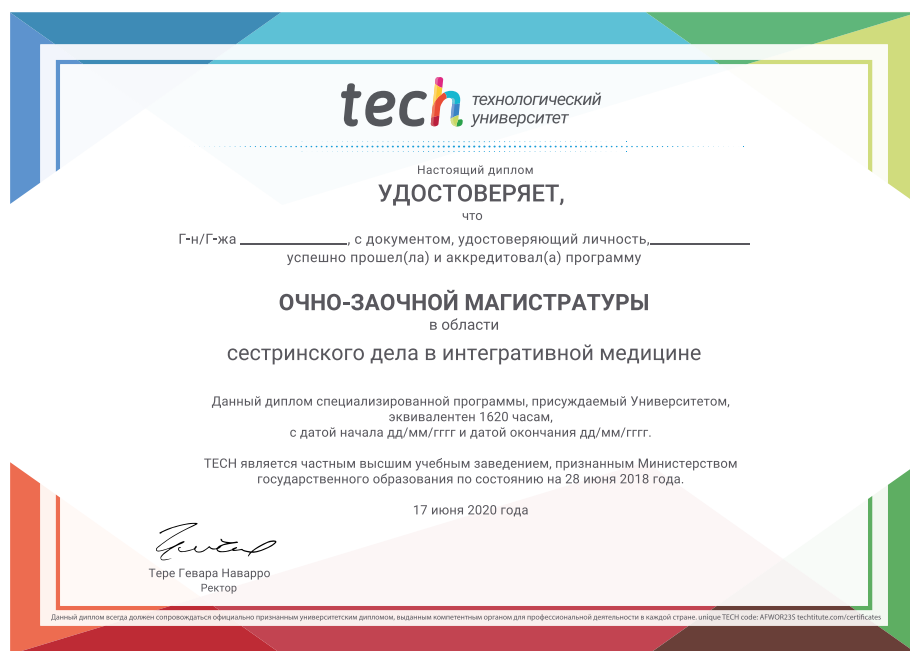 tech технологический
университет
Настоящий диплом
УДОСТОВЕРЯЕТ,
что
Г-н/Г-жа ______________, с документом, удостоверяющий личность,_____________
успешно прошел(ла) и аккредитовал(а) программу
ОЧНО-ЗАОЧНОЙ МАГИСТРАТУРЫ
в области
сестринского дела в интегративной медицине
Данный диплом специализированной программы, присуждаемый Университетом,
эквивалентен 1620 часам,
с датой начала дд/мм/гггг и датой окончания дд/мм/гггг.
TECH является частным высшим учебным заведением, признанным Министерством
государственного образования по состоянию на 28 июня 2018 года.
17 июня 2020 года
Тере Гевара Наварро
Ректор
Данный диплом всегда должен сопровождаться официально признанным университетским дипломом, выданным компетентным органом для профессиональной деятельности в каждой стране. unique TECH code: AFWOR23S techtitute.com/certificates